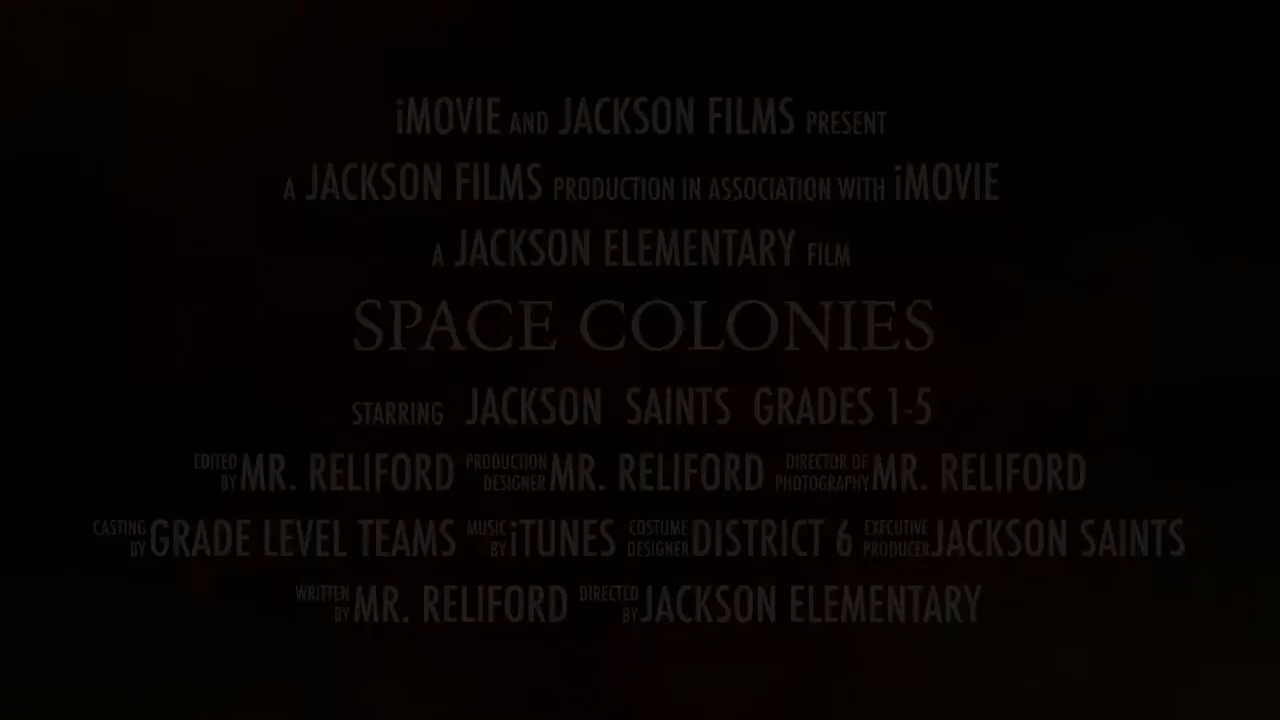 iMOVIE AND JACKSON FILMS PRESENT
A JACKSON FILMS PRODUCTION IN ASSOCIATION WITH iMOVIE
A JACKSON ELEMENTARY FILM
SPACE COLONIES
STARRING JACKSON SAINTS GRADES 1-5
EDITED BY MR. RELIFORD PRODUCTION DESIGNER MR. RELIFORD DIRECTOR OF PHOTOGRAPHY MR. RELIFORD
CASTING BY GRADE LEVEL TEAMS MUSIC BY iTUNES COSTUME DESIGNER DISTRICT 6 EXECUTIVE PRODUCER JACKSON SAINTS
WRITTEN BY MR. RELIFORD DIRECTED BY JACKSON ELEMENTARY